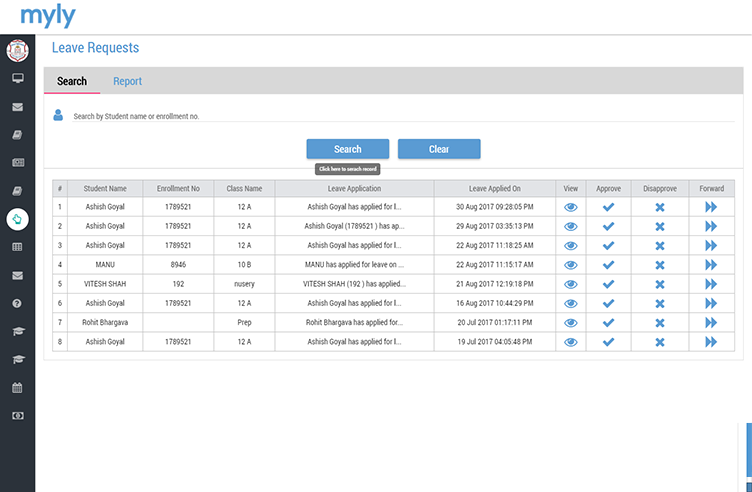 myly
Leave Requests
Search Report
Search by Student name or enrollment no.
Search Clear
Click here to serach record
# Student Name Enrollment No Class Name Leave Application Leave Applied On View Approve Disapprove Forward
1 Ashish Goyal 1789521 12 A Ashish Goyal has applied for l... 30 Aug 2017 09:28:05 PM
2 Ashish Goyal 1789521 12 A Ashish Goyal (1789521 ) has ap... 29 Aug 2017 03:35:13 PM
3 Ashish Goyal 1789521 12 A Ashish Goyal has applied for l... 22 Aug 2017 11:18:25 AM
4 MANU 8946 10 B MANU has applied for leave on ... 22 Aug 2017 11:15:17 AM
5 VITESH SHAH 192 nusery VITESH SHAH (192 ) has applied... 21 Aug 2017 12:19:18 PM
6 Ashish Goyal 1789521 12 A Ashish Goyal has applied for l... 16 Aug 2017 10:44:29 PM
7 Rohit Bhargava Prep Rohit Bhargava has applied for... 20 Jul 2017 01:17:11 PM
8 Ashish Goyal 1789521 12 A Ashish Goyal has applied for l... 19 Jul 2017 04:05:48 PM